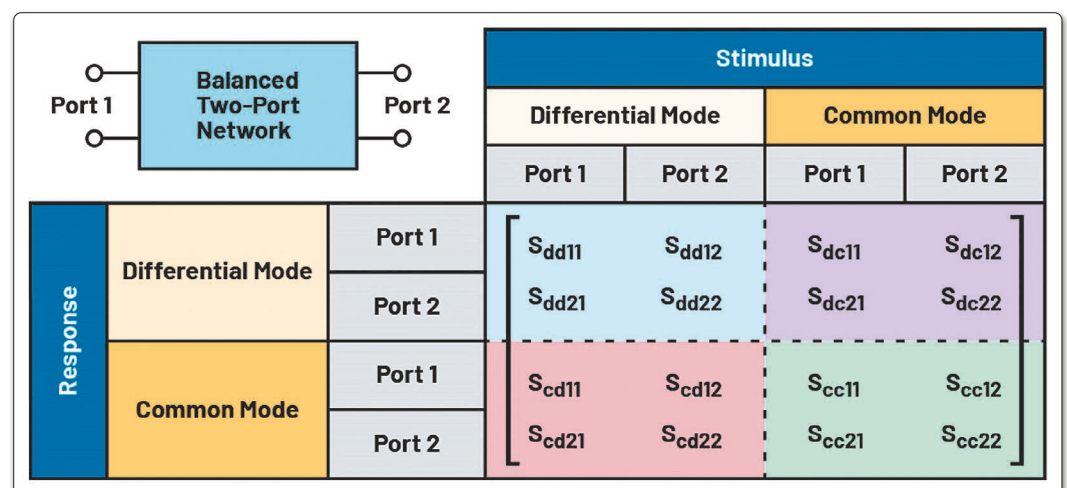 Port 1
Balanced
Two-Port
Network
Port 2
Stimulus
Differential Mode Common Mode
Port 1 Port 2 Port 1 Port 2
Response
Differential Mode
Port 1
Port 2
Common Mode
Port 1
Port 2
Sdd11 Sdd12 Sdc11 Sdc12
Sdd21 Sdd22 Sdc21 Sdc22
Scd11 Scd12 Scc11 Scc12
Scd21 Scd22 Scc21 Scc22